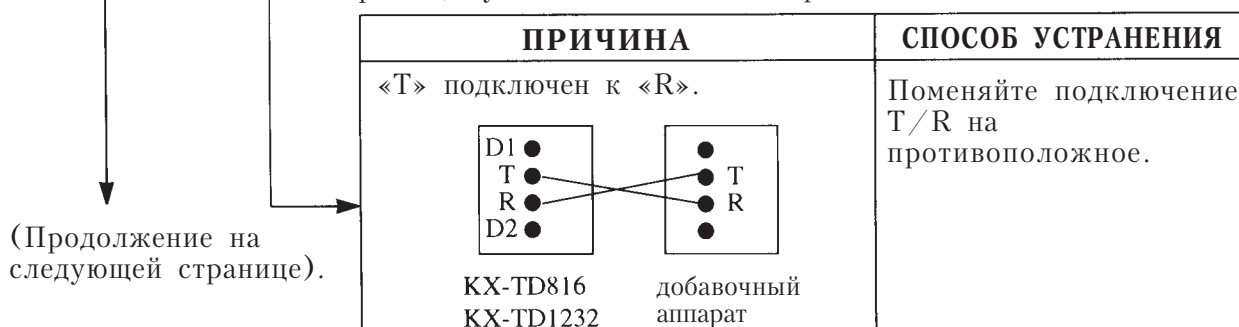 ПРИЧИНА
СПОСОБ УСТРАНЕНИЯ
«T» подключен к «R».
Поменяйте подключение
T/R на
противоположное.
D1
T
R
D2
T
R
(Продолжение на
следующей странице).
KX-TD816
KX-TD1232
добавочный
аппарат